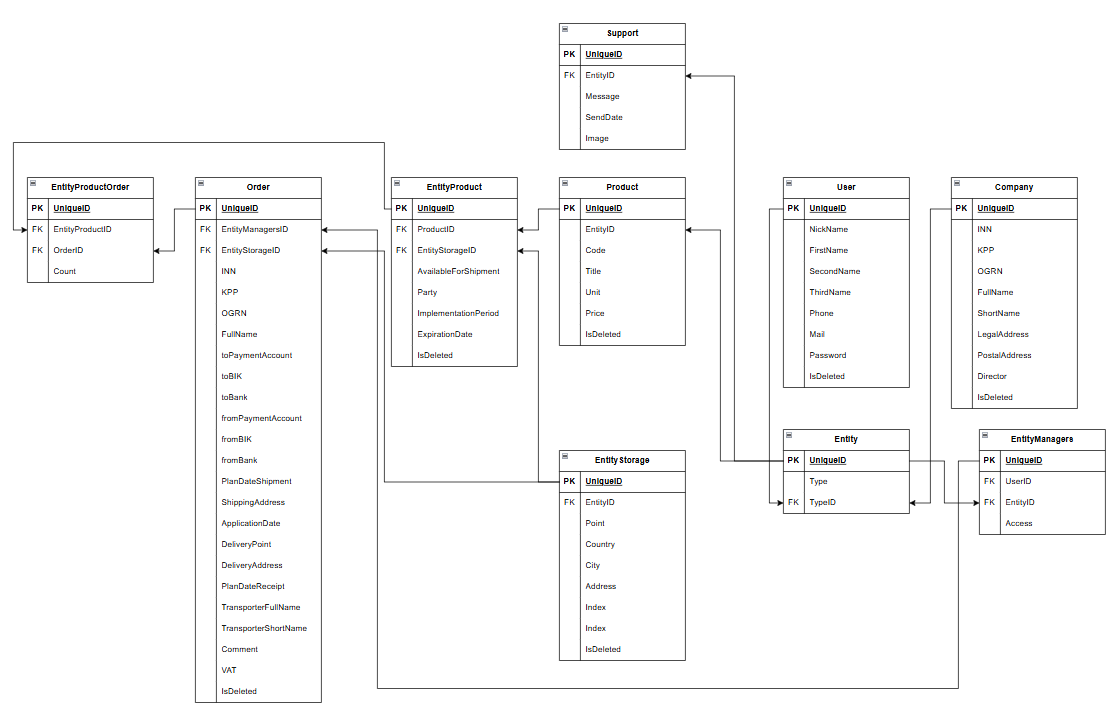 Support
PK UniqueID
FK EntityID
Message
SendDate
Image
EntityProductOrder
PK UniqueID
FK EntityProductID
FK OrderID
Count
Order
PK UniqueID
FK EntityManagersID
FK EntityStorageID
INN
KPP
OGRN
FullName
toPaymentAccount
toBIK
toBank
fromPaymentAccount
fromBIK
fromBank
PlanDateShipment
ShippingAddress
ApplicationDate
DeliveryPoint
DeliveryAddress
PlanDateReceipt
TransporterFullName
TransporterShortName
Comment
VAT
IsDeleted
EntityProduct
PK UniqueID
FK ProductID
FK EntityStorageID
AvailableForShipment
Party
ImplementationPeriod
ExpirationDate
IsDeleted
Product
PK UniqueID
EntityID
Code
Title
Unit
Price
IsDeleted
User
PK UniqueID
NickName
FirstName
SecondName
ThirdName
Phone
Mail
Password
IsDeleted
Company
PK UniqueID
INN
KPP
OGRN
FullName
ShortName
LegalAddress
PostalAddress
Director
IsDeleted
EntityStorage
PK UniqueID
FK EntityID
Point
Country
City
Address
Index
Index
IsDeleted
Entity
PK UniqueID
Type
FK TypeID
EntityManagers
PK UniqueID
FK UserID
FK EntityID
Access